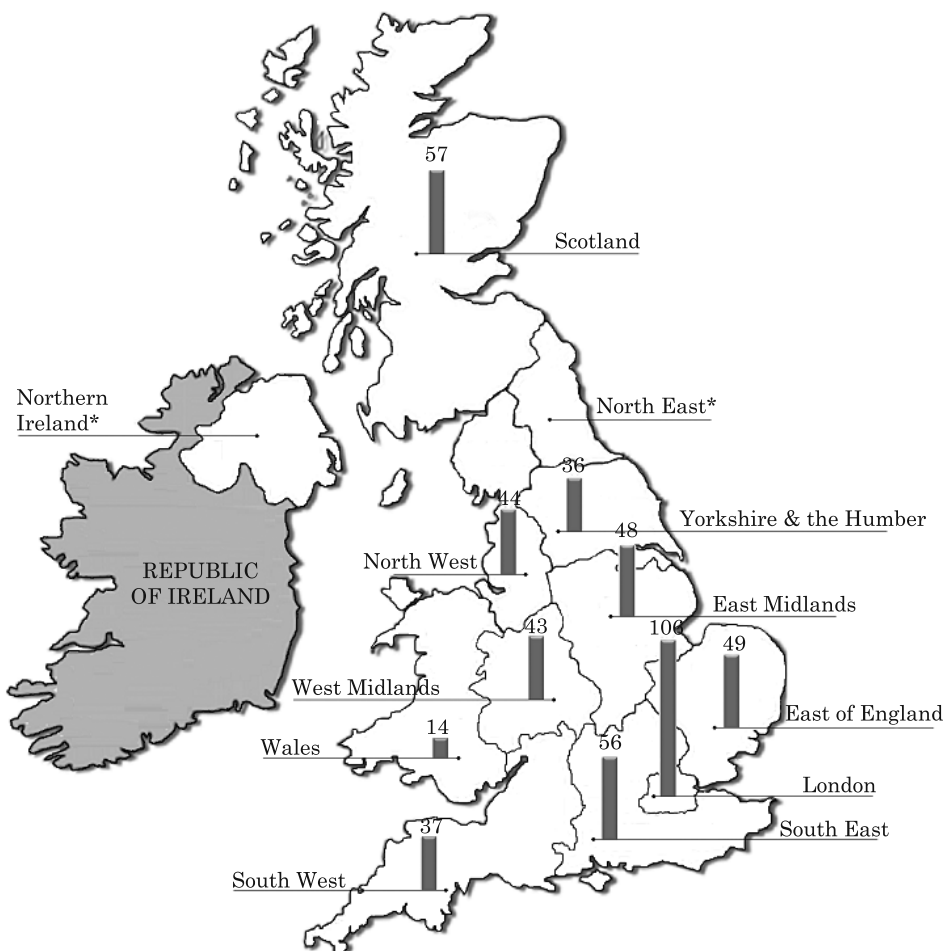 57
Scotland
Northern
Ireland*
North East*
36
44
Yorkshire & the Humber
48
North West
REPUBLIC
OF IRELAND
East Midlands
106
43
49
West Midlands
East of England
14
Wales
56
London
South East
37
South West